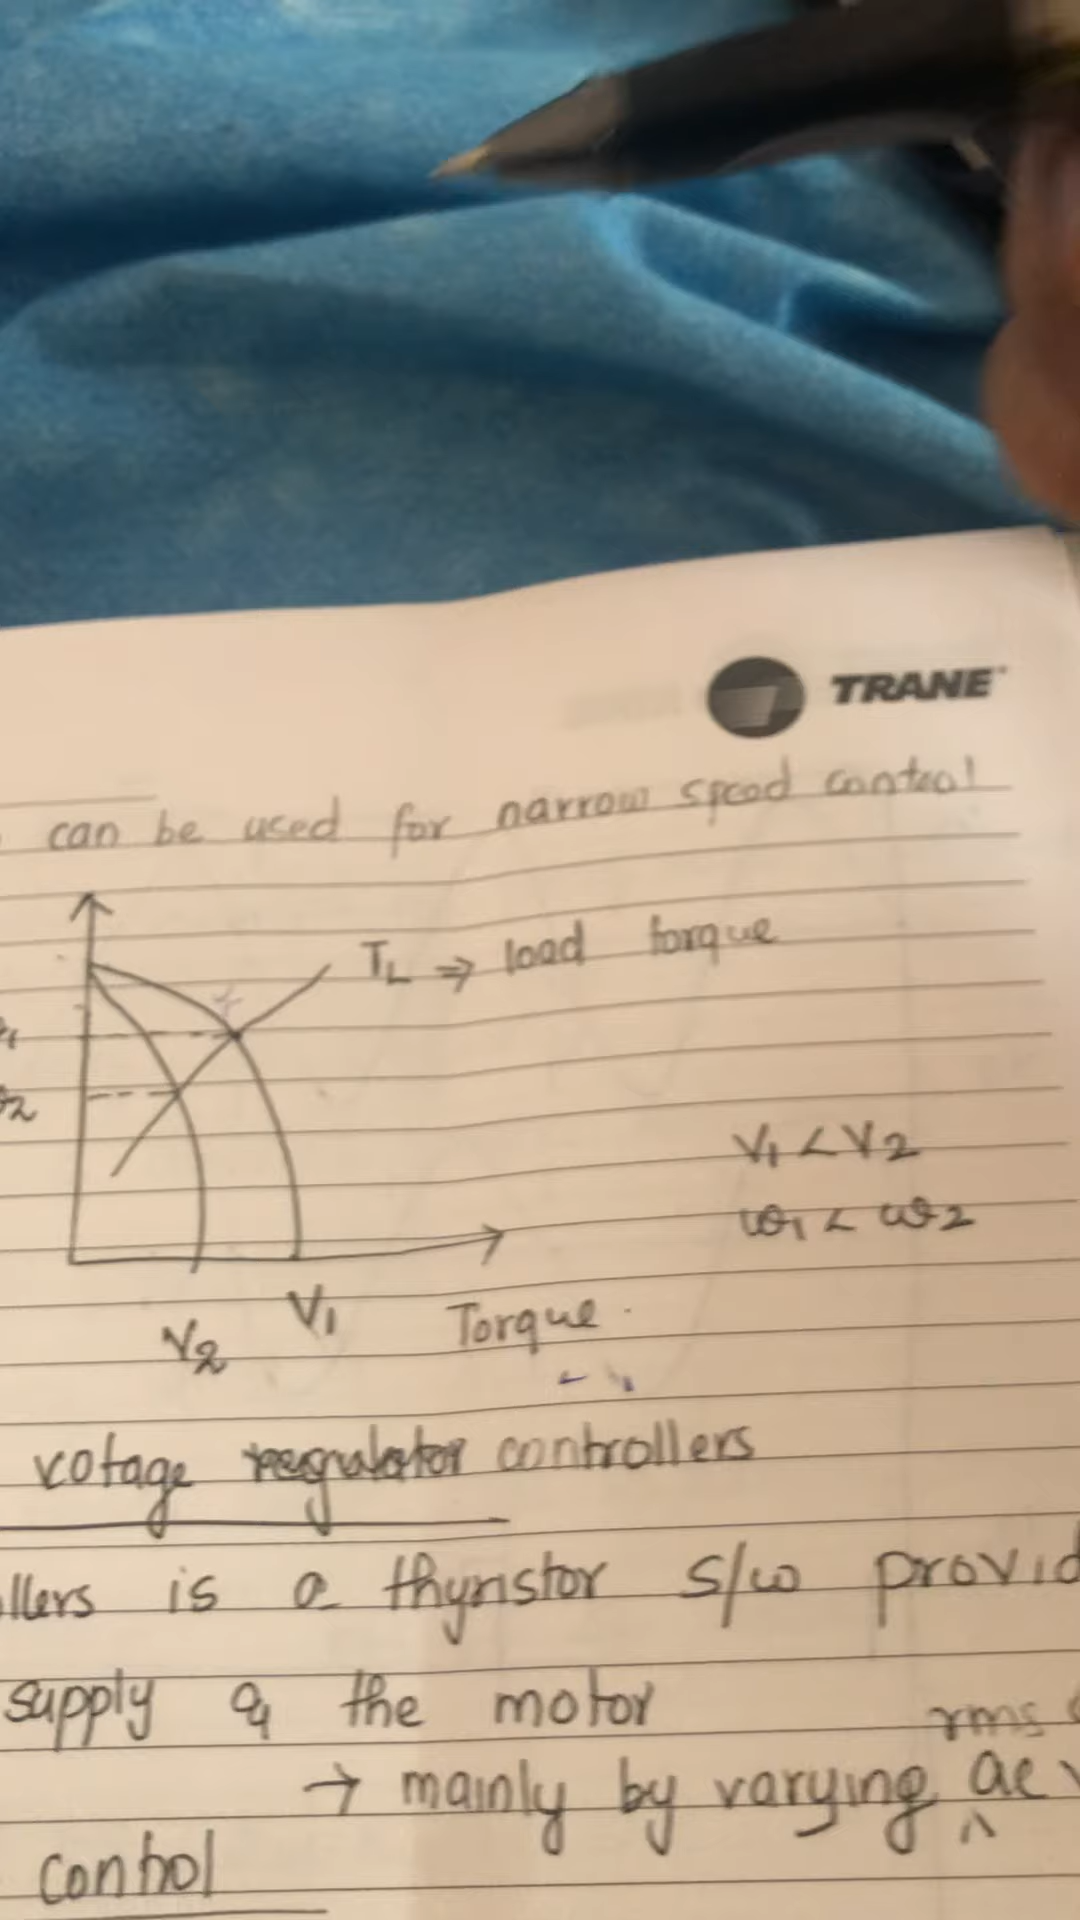 TRANE
can be used for narrow speed control
TL ⇒ load torque
V1 < V2
ω1 < ω2
V1
V2
Torque
votage regulator controllers
llers is a thyristor s/w provid
supply of the motor
rms
→ mainly by varying ac
control